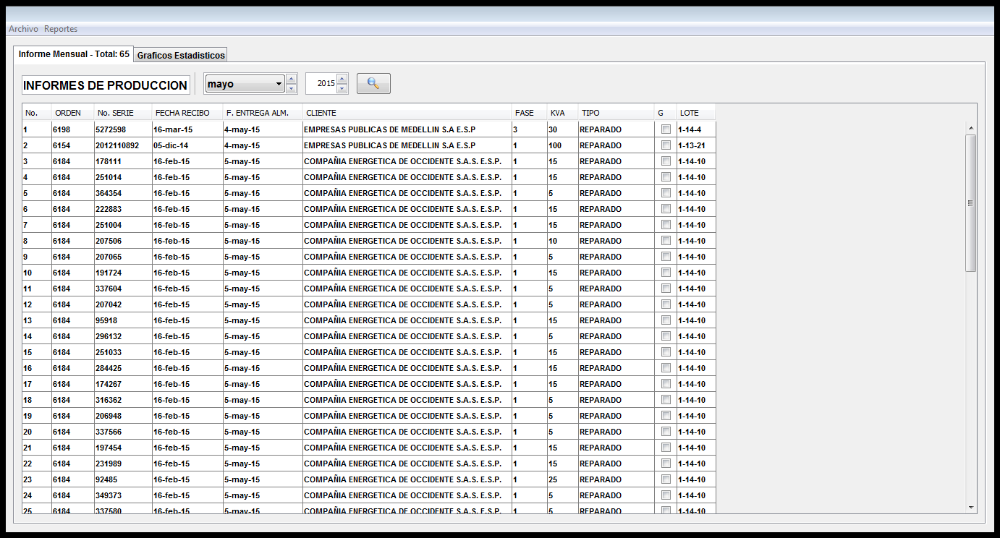 Archivo Reportes
Informe Mensual - Total: 65 Graficos Estadisticos
INFORMES DE PRODUCCION mayo 2015
No. ORDEN No. SERIE FECHA RECIBO F. ENTREGA ALM. CLIENTE FASE KVA TIPO G LOTE
1 6198 5272598 16-mar-15 4-may-15 EMPRESAS PUBLICAS DE MEDELLIN S.A E.S.P 3 30 REPARADO 1-14-4
2 6154 2012110892 05-dic-14 4-may-15 EMPRESAS PUBLICAS DE MEDELLIN S.A E.S.P 1 100 REPARADO 1-13-21
3 6184 178111 16-feb-15 5-may-15 COMPAÑIA ENERGETICA DE OCCIDENTE S.A.S. E.S.P. 1 15 REPARADO 1-14-10
4 6184 251014 16-feb-15 5-may-15 COMPAÑIA ENERGETICA DE OCCIDENTE S.A.S. E.S.P. 1 15 REPARADO 1-14-10
5 6184 364354 16-feb-15 5-may-15 COMPAÑIA ENERGETICA DE OCCIDENTE S.A.S. E.S.P. 1 5 REPARADO 1-14-10
6 6184 222883 16-feb-15 5-may-15 COMPAÑIA ENERGETICA DE OCCIDENTE S.A.S. E.S.P. 1 15 REPARADO 1-14-10
7 6184 251004 16-feb-15 5-may-15 COMPAÑIA ENERGETICA DE OCCIDENTE S.A.S. E.S.P. 1 15 REPARADO 1-14-10
8 6184 207506 16-feb-15 5-may-15 COMPAÑIA ENERGETICA DE OCCIDENTE S.A.S. E.S.P. 1 10 REPARADO 1-14-10
9 6184 207065 16-feb-15 5-may-15 COMPAÑIA ENERGETICA DE OCCIDENTE S.A.S. E.S.P. 1 5 REPARADO 1-14-10
10 6184 191724 16-feb-15 5-may-15 COMPAÑIA ENERGETICA DE OCCIDENTE S.A.S. E.S.P. 1 15 REPARADO 1-14-10
11 6184 337604 16-feb-15 5-may-15 COMPAÑIA ENERGETICA DE OCCIDENTE S.A.S. E.S.P. 1 5 REPARADO 1-14-10
12 6184 207042 16-feb-15 5-may-15 COMPAÑIA ENERGETICA DE OCCIDENTE S.A.S. E.S.P. 1 5 REPARADO 1-14-10
13 6184 95918 16-feb-15 5-may-15 COMPAÑIA ENERGETICA DE OCCIDENTE S.A.S. E.S.P. 1 15 REPARADO 1-14-10
14 6184 296132 16-feb-15 5-may-15 COMPAÑIA ENERGETICA DE OCCIDENTE S.A.S. E.S.P. 1 5 REPARADO 1-14-10
15 6184 251033 16-feb-15 5-may-15 COMPAÑIA ENERGETICA DE OCCIDENTE S.A.S. E.S.P. 1 15 REPARADO 1-14-10
16 6184 284425 16-feb-15 5-may-15 COMPAÑIA ENERGETICA DE OCCIDENTE S.A.S. E.S.P. 1 15 REPARADO 1-14-10
17 6184 174267 16-feb-15 5-may-15 COMPAÑIA ENERGETICA DE OCCIDENTE S.A.S. E.S.P. 1 15 REPARADO 1-14-10
18 6184 316362 16-feb-15 5-may-15 COMPAÑIA ENERGETICA DE OCCIDENTE S.A.S. E.S.P. 1 5 REPARADO 1-14-10
19 6184 206948 16-feb-15 5-may-15 COMPAÑIA ENERGETICA DE OCCIDENTE S.A.S. E.S.P. 1 5 REPARADO 1-14-10
20 6184 337566 16-feb-15 5-may-15 COMPAÑIA ENERGETICA DE OCCIDENTE S.A.S. E.S.P. 1 5 REPARADO 1-14-10
21 6184 197454 16-feb-15 5-may-15 COMPAÑIA ENERGETICA DE OCCIDENTE S.A.S. E.S.P. 1 15 REPARADO 1-14-10
22 6184 231989 16-feb-15 5-may-15 COMPAÑIA ENERGETICA DE OCCIDENTE S.A.S. E.S.P. 1 15 REPARADO 1-14-10
23 6184 92485 16-feb-15 5-may-15 COMPAÑIA ENERGETICA DE OCCIDENTE S.A.S. E.S.P. 1 25 REPARADO 1-14-10
24 6184 349373 16-feb-15 5-may-15 COMPAÑIA ENERGETICA DE OCCIDENTE S.A.S. E.S.P. 1 5 REPARADO 1-14-10
25 6184 337580 16-feb-15 5-may-15 COMPAÑIA ENERGETICA DE OCCIDENTE S.A.S. E.S.P. 1 5 REPARADO 1-14-10